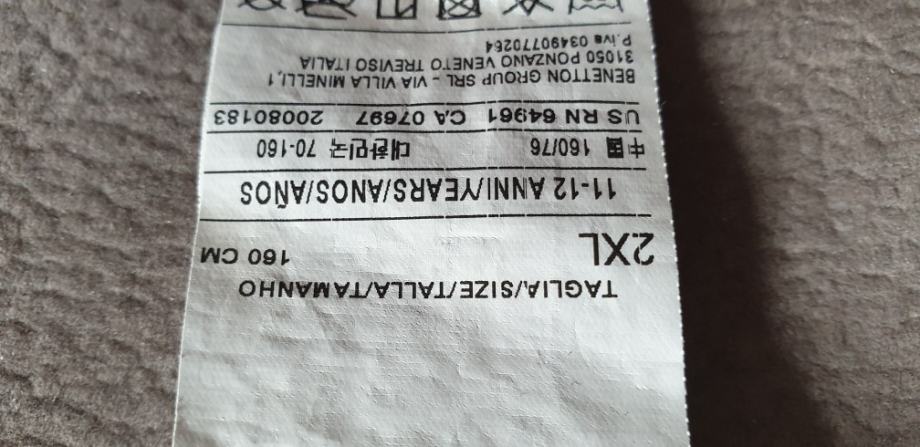 TAGLIA/SIZE/TALLA/TAMANHO
2XL 160 CM
11-12 ANNI/YEARS/ANOS/AÑOS
中国 160/76 대한민국 70-160
US RN 64961 CA 07697 20080183
BENETTON GROUP SRL - VIA VILLA MINELLI,1
31050 PONZANO VENETO TREVISO ITALIA
P.iva 03490770264